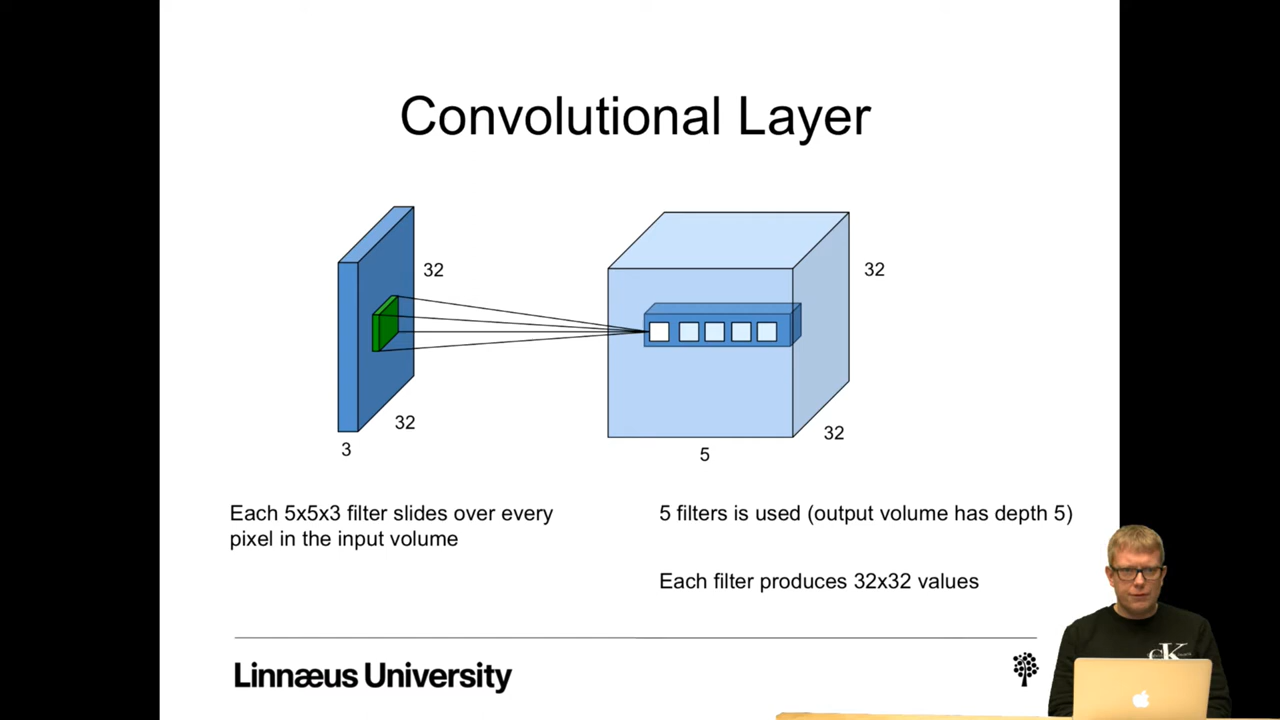 Convolutional Layer
32
32
3
32
32
5
Each 5x5x3 filter slides over every
pixel in the input volume
5 filters is used (output volume has depth 5)
Each filter produces 32x32 values
Linnæus University
CK